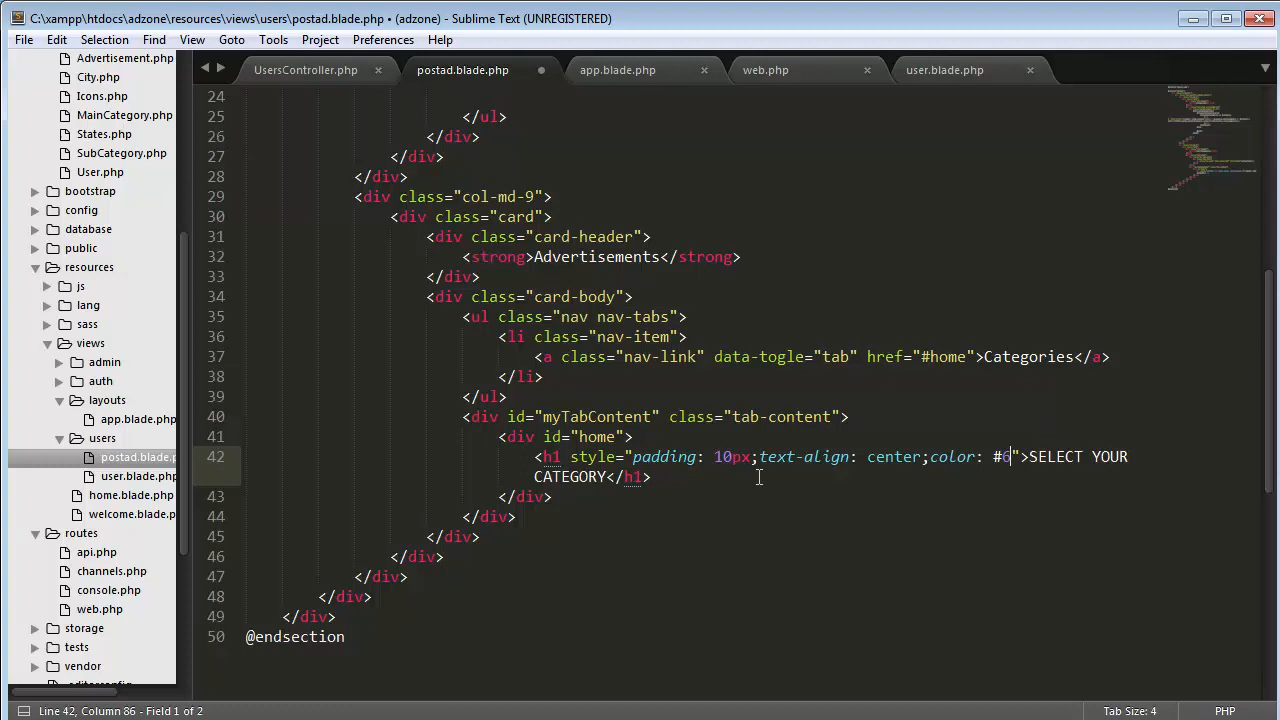 C:\xampp\htdocs\adzone\resources\views\users\postad.blade.php • (adzone) - Sublime Text (UNREGISTERED)
File Edit Selection Find View Goto Tools Project Preferences Help
Advertisement.php
City.php
Icons.php
MainCategory.php
States.php
SubCategory.php
User.php
bootstrap
config
database
public
resources
js
lang
sass
views
admin
auth
layouts
app.blade.php
users
postad.blade.p
user.blade.php
home.blade.php
welcome.blade.p
routes
api.php
channels.php
console.php
web.php
storage
tests
vendor
.editorconfig
UsersController.php postad.blade.php app.blade.php web.php user.blade.php
24
25 </ul>
26 </div>
27 </div>
28 </div>
29 <div class="col-md-9">
30 <div class="card">
31 <div class="card-header">
32 <strong>Advertisements</strong>
33 </div>
34 <div class="card-body">
35 <ul class="nav nav-tabs">
36 <li class="nav-item">
37 <a class="nav-link" data-togle="tab" href="#home">Categories</a>
38 </li>
39 </ul>
40 <div id="myTabContent" class="tab-content">
41 <div id="home">
42 <h1 style="padding: 10px;text-align: center;color: #6">SELECT YOUR
CATEGORY</h1>
43 </div>
44 </div>
45 </div>
46 </div>
47 </div>
48 </div>
49 </div>
50 @endsection
Line 42, Column 86 - Field 1 of 2 Tab Size: 4 PHP